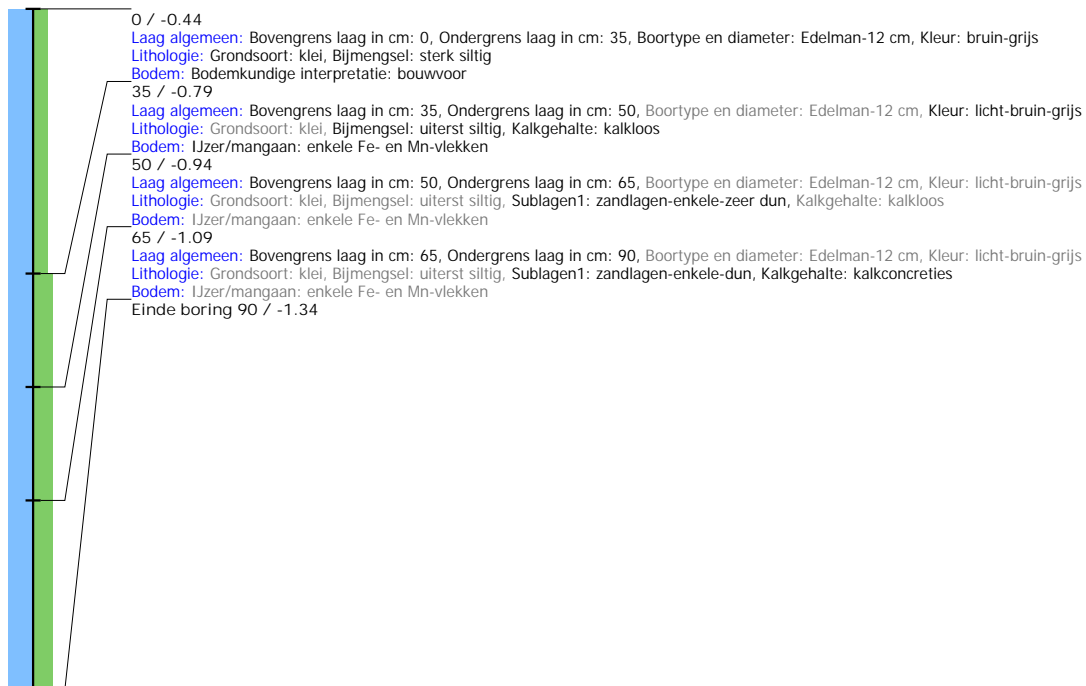 0 / -0.44
Laag algemeen: Bovengrens laag in cm: 0, Ondergrens laag in cm: 35, Boortype en diameter: Edelman-12 cm, Kleur: bruin-grijs
Lithologie: Grondsoort: klei, Bijmengsel: sterk siltig
Bodem: Bodemkundige interpretatie: bouwvoor
35 / -0.79
Laag algemeen: Bovengrens laag in cm: 35, Ondergrens laag in cm: 50, Boortype en diameter: Edelman-12 cm, Kleur: licht-bruin-grijs
Lithologie: Grondsoort: klei, Bijmengsel: uiterst siltig, Kalkgehalte: kalkloos
Bodem: IJzer/mangaan: enkele Fe- en Mn-vlekken
50 / -0.94
Laag algemeen: Bovengrens laag in cm: 50, Ondergrens laag in cm: 65, Boortype en diameter: Edelman-12 cm, Kleur: licht-bruin-grijs
Lithologie: Grondsoort: klei, Bijmengsel: uiterst siltig, Sublagen1: zandlagen-enkele-zeer dun, Kalkgehalte: kalkloos
Bodem: IJzer/mangaan: enkele Fe- en Mn-vlekken
65 / -1.09
Laag algemeen: Bovengrens laag in cm: 65, Ondergrens laag in cm: 90, Boortype en diameter: Edelman-12 cm, Kleur: licht-bruin-grijs
Lithologie: Grondsoort: klei, Bijmengsel: uiterst siltig, Sublagen1: zandlagen-enkele-dun, Kalkgehalte: kalkconcreties
Bodem: IJzer/mangaan: enkele Fe- en Mn-vlekken
Einde boring 90 / -1.34